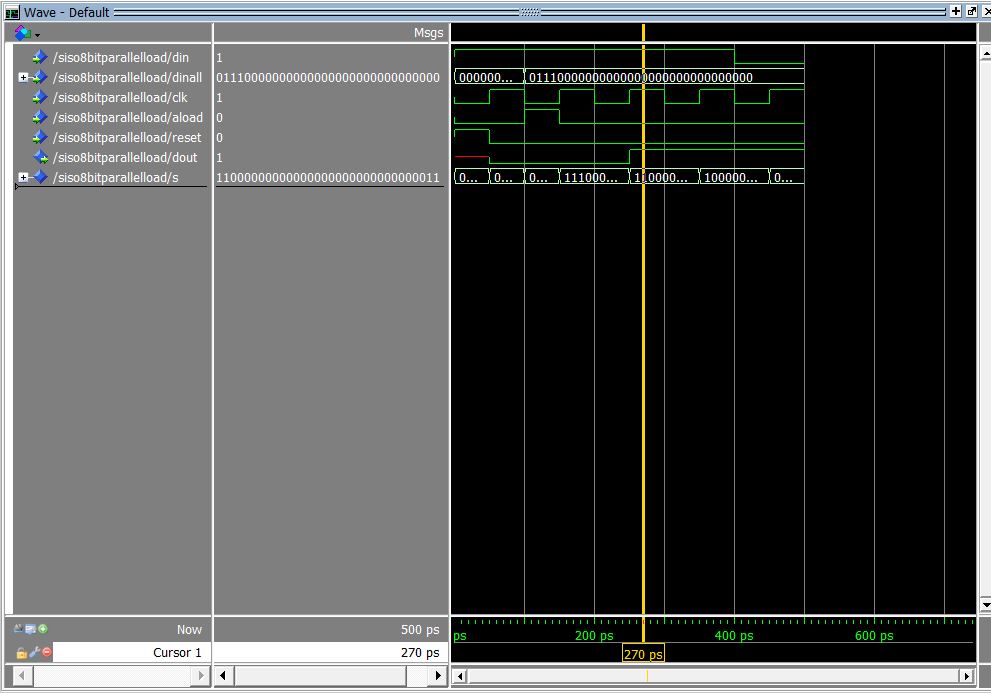 Wave - Default
Msgs
/siso8bitparallelload/din 1
/siso8bitparallelload/dinall 01110000000000000000000000000000 000000... 01110000000000000000000000000000
/siso8bitparallelload/clk 1
/siso8bitparallelload/aload 0
/siso8bitparallelload/reset 0
/siso8bitparallelload/dout 1
/siso8bitparallelload/s 11000000000000000000000000000011 0... 0... 0... 111000... 110000... 100000... 0...
Now 500 ps ps 200 ps 400 ps 600 ps
Cursor 1 270 ps 270 ps